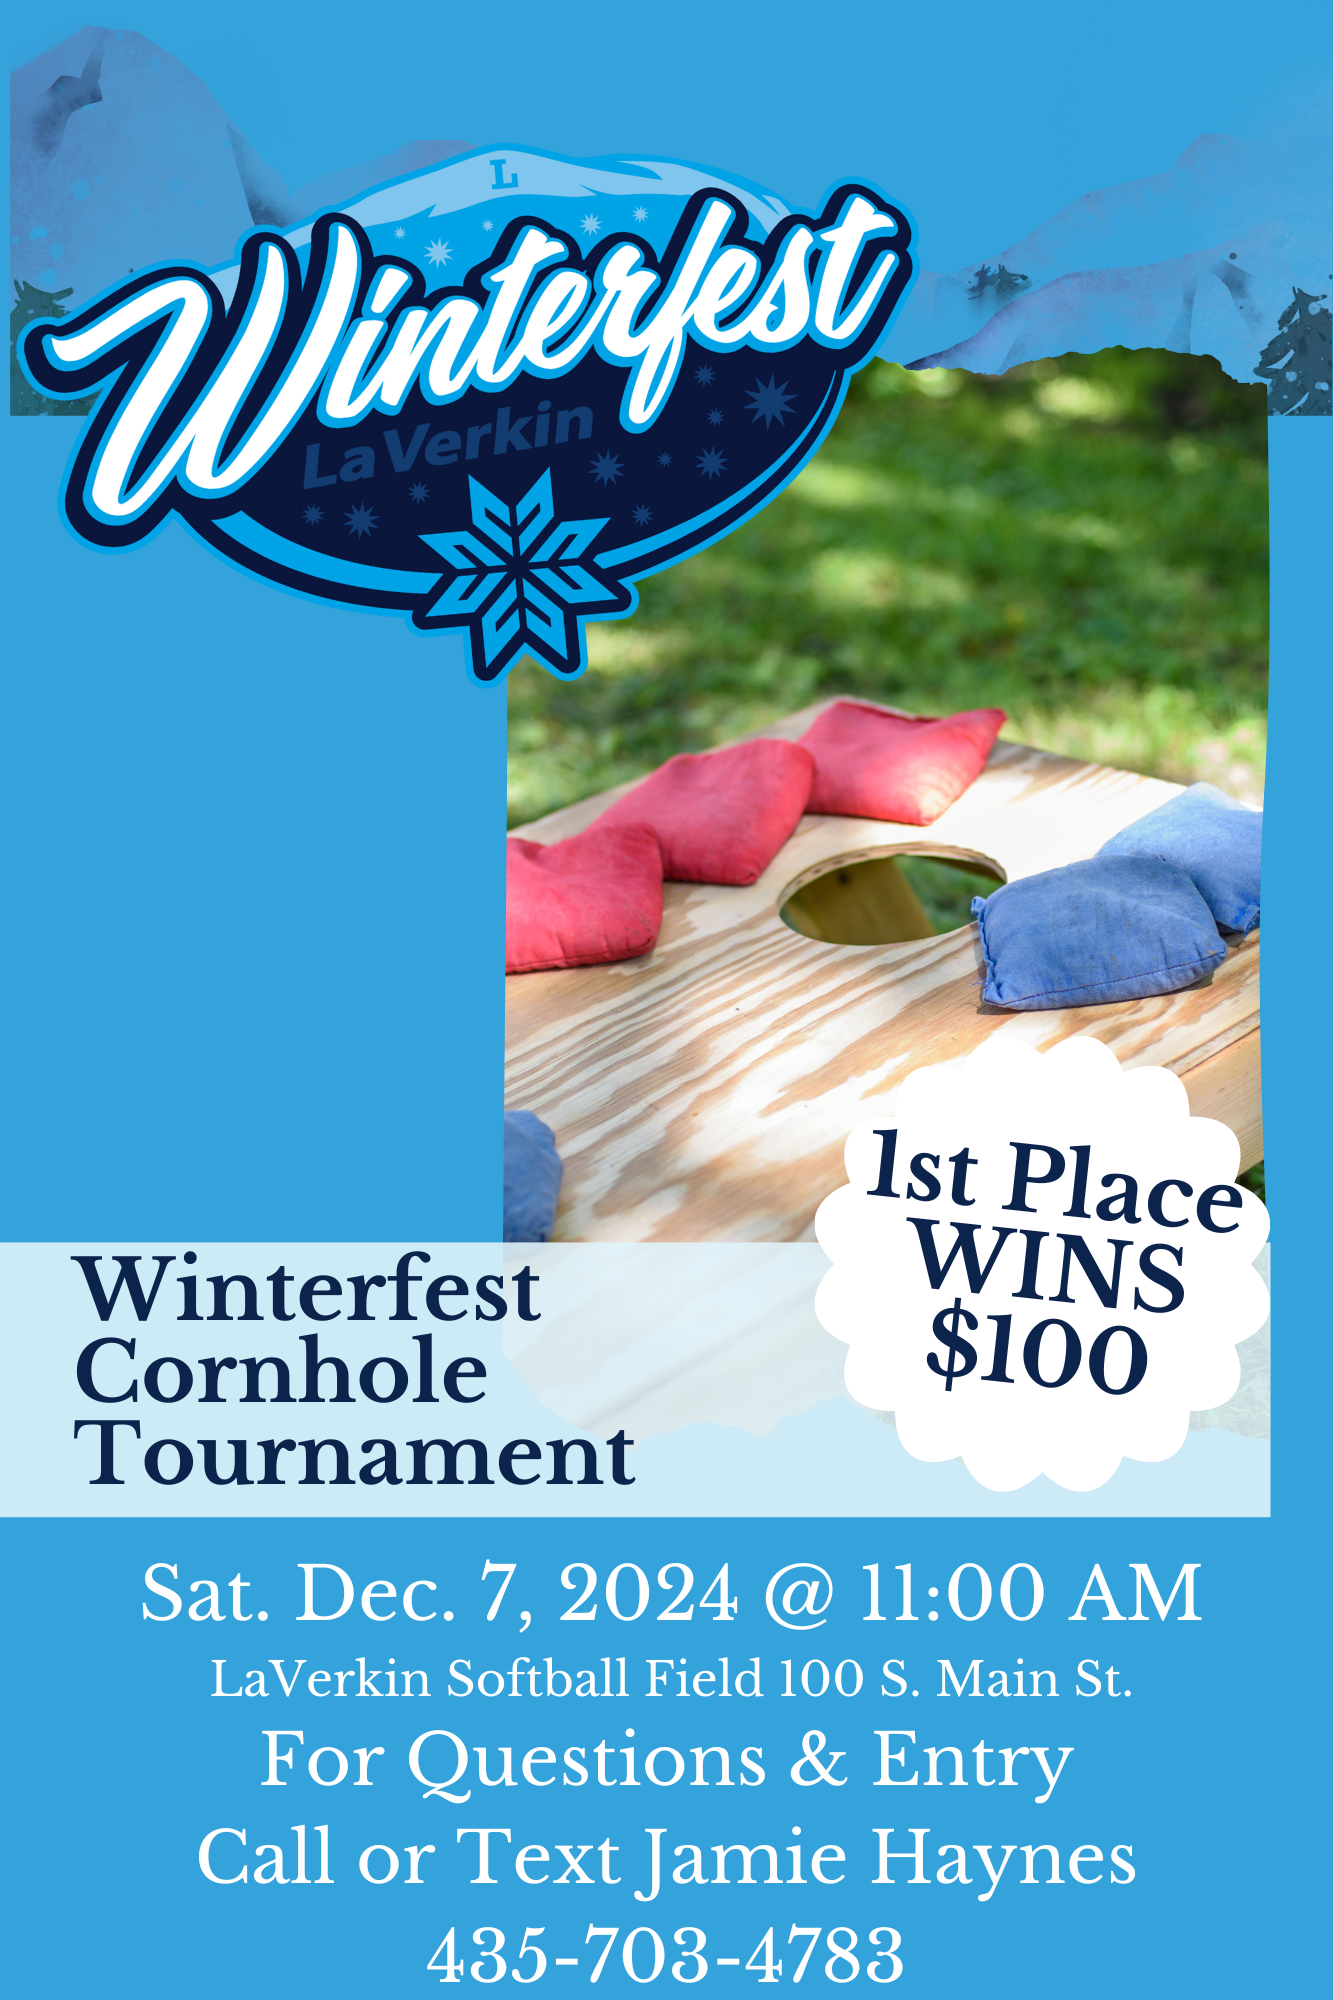 L
Winterfest
LaVerkin
1st Place
WINS
$100
Winterfest
Cornhole
Tournament
Sat. Dec. 7, 2024 @ 11:00 AM
LaVerkin Softball Field 100 S. Main St.
For Questions & Entry
Call or Text Jamie Haynes
435-703-4783